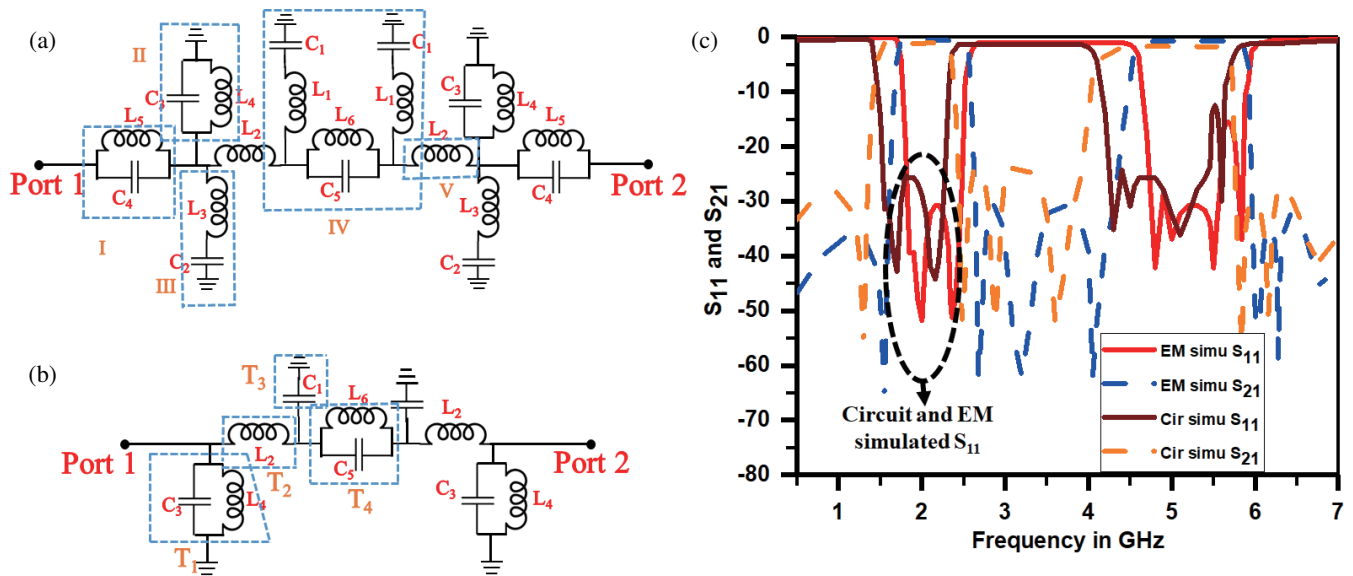 (a)
II
C₁
C₁
C₃
L₄
L₁
L₁
C₃
L₄
L₅
L₂
L₆
L₂
L₅
Port 1
C₄
C₅
V
C₄
Port 2
I
L₃
IV
L₃
C₂
C₂
III
(b)
T₃
C₁
L₆
L₂
Port 1
L₂
C₅
Port 2
T₂
T₄
C₃
L₄
C₃
L₄
T₁
(c)
S₁₁ and S₂₁
0
-10
-20
-30
-40
-50
-60
-70
-80
Circuit and EM
simulated S₁₁
EM simu S₁₁
EM simu S₂₁
Cir simu S₁₁
Cir simu S₂₁
1 2 3 4 5 6 7
Frequency in GHz